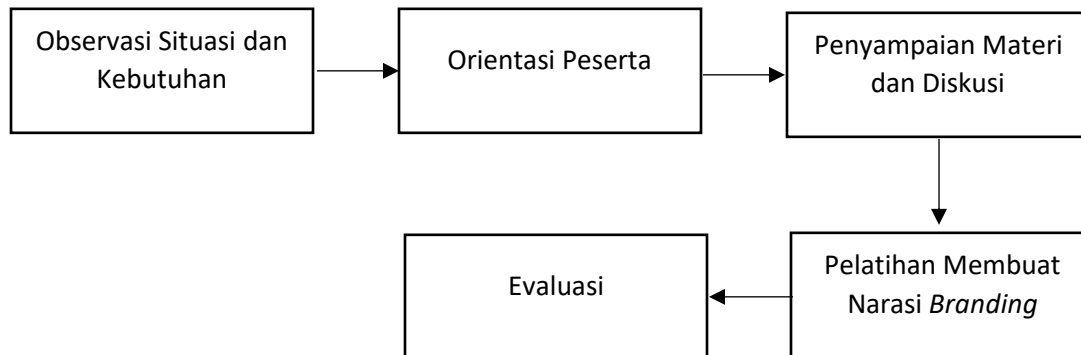 Observasi Situasi dan
Kebutuhan
Orientasi Peserta
Penyampaian Materi
dan Diskusi
Pelatihan Membuat
Narasi Branding
Evaluasi